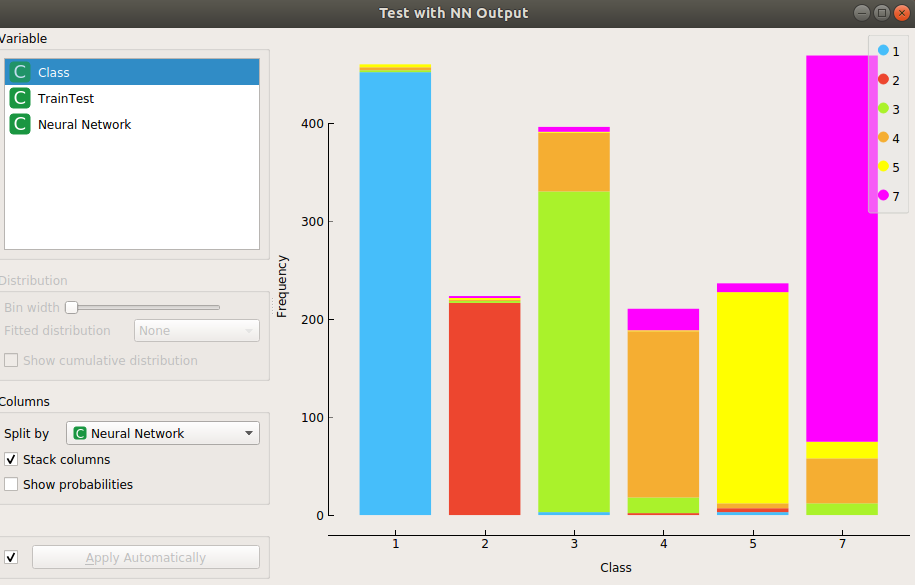 Test with NN Output
Variable
C Class
C TrainTest
C Neural Network
Distribution
Bin width
Fitted distribution None
Show cumulative distribution
Columns
Split by C Neural Network
Stack columns
Show probabilities
Apply Automatically
Frequency
400
300
200
100
0
1 2 3 4 5 7
Class
1
2
3
4
5
7